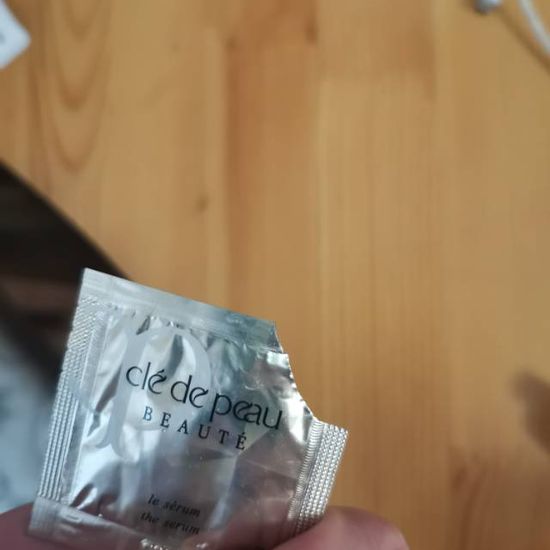 clé de peau
BEAUTÉ
le sérum
the serum